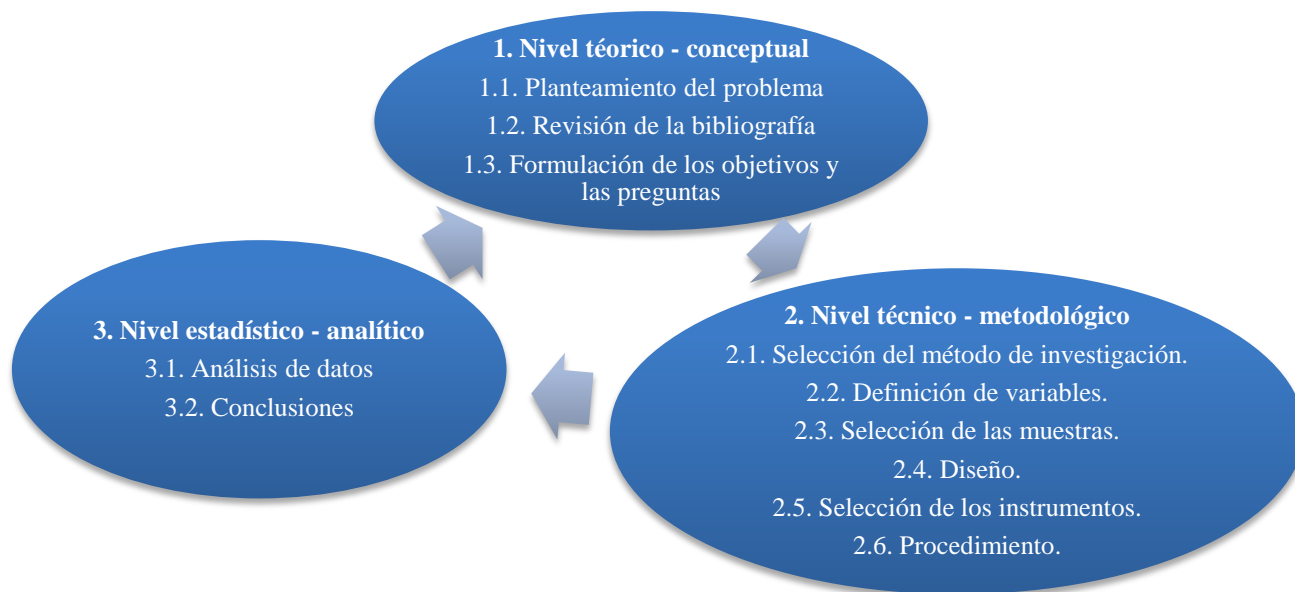 1. Nivel téorico - conceptual
1.1. Planteamiento del problema
1.2. Revisión de la bibliografía
1.3. Formulación de los objetivos y
las preguntas
2. Nivel técnico - metodológico
2.1. Selección del método de investigación.
2.2. Definición de variables.
2.3. Selección de las muestras.
2.4. Diseño.
2.5. Selección de los instrumentos.
2.6. Procedimiento.
3. Nivel estadístico - analítico
3.1. Análisis de datos
3.2. Conclusiones